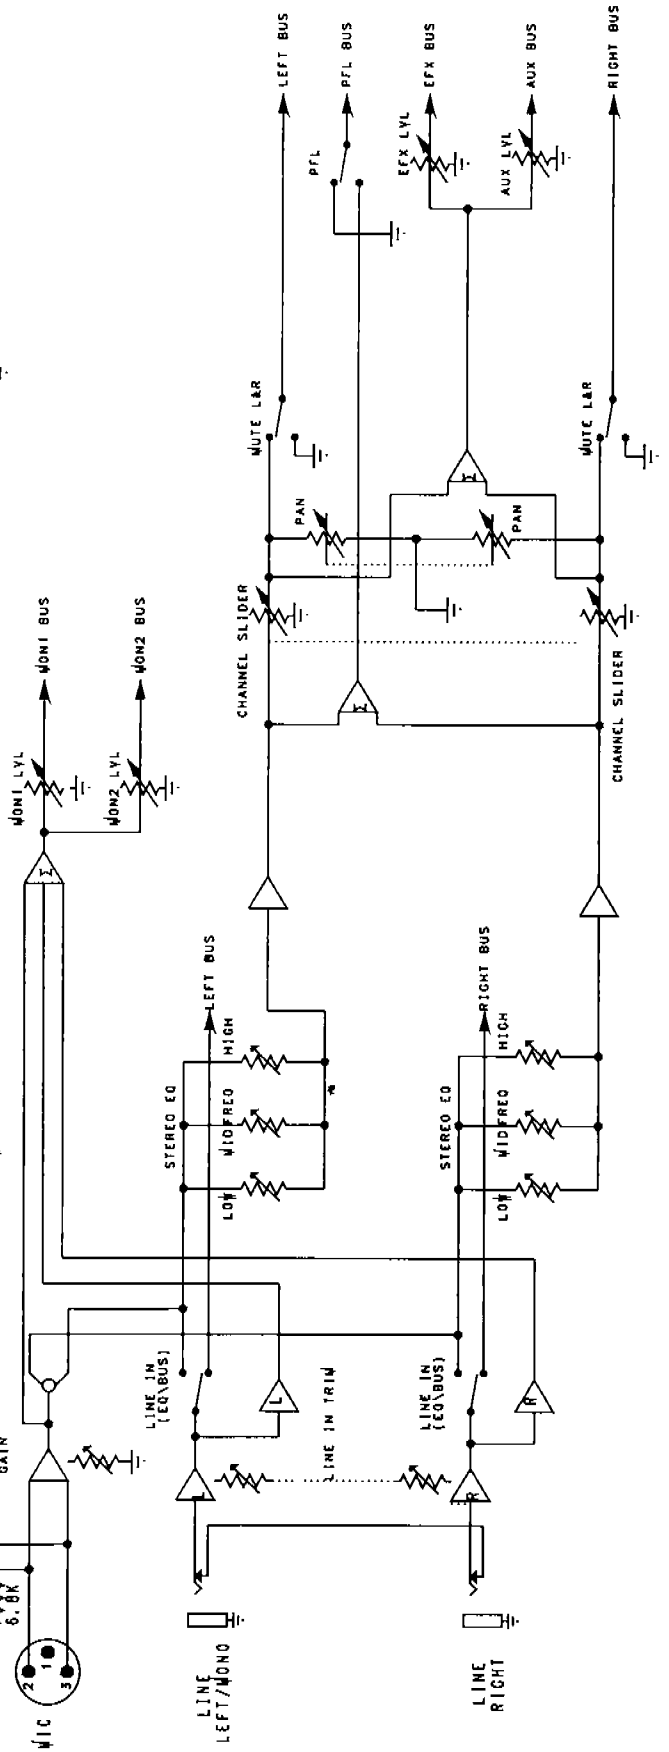 LEFT BUS
PFL BUS
EFX BUS
AUX BUS
RIGHT BUS
PFL
EFX LVL
AUX LVL
MUTE L&R
MUTE L&R
Σ
PAN
PAN
CHANNEL SLIDER
CHANNEL SLIDER
Σ
MON1 BUS
MON2 BUS
MON1 LVL
MON2 LVL
Σ
LEFT BUS
RIGHT BUS
STEREO EQ
LOW
MIDFREQ
HIGH
STEREO EQ
LOW
MIDFREQ
HIGH
LINE IN
(EQ\BUS)
LINE IN
(EQ\BUS)
LINE IN TRIM
L
R
L
R
GAIN
6.8K
2
1
3
MIC
LINE
LEFT/MONO
LINE
RIGHT